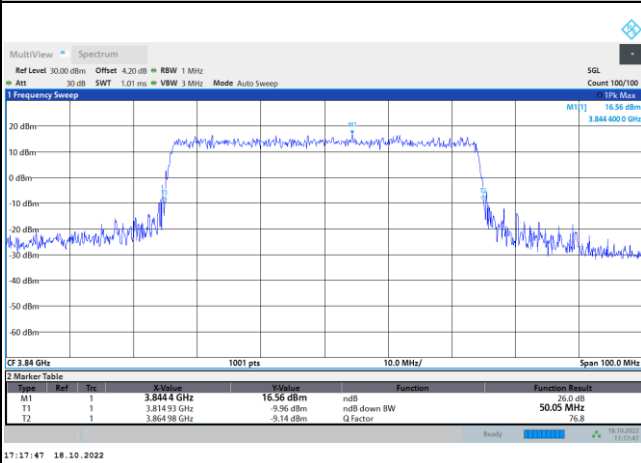 MultiView Spectrum
Ref Level 30.00 dBm Offset 4.20 dB RBW 1 MHz SGL
Att 30 dB SWT 1.01 ms VBW 3 MHz Mode Auto Sweep Count 100/100
1 Frequency Sweep 1Pk Max
M1[1] 16.56 dBm
3.844 400 0 GHz
M1
20 dBm
10 dBm
0 dBm
-10 dBm
-20 dBm
-30 dBm
-40 dBm
-50 dBm
-60 dBm
CF 3.84 GHz 1001 pts 10.0 MHz/ Span 100.0 MHz
2 Marker Table
Type Ref Trc X-Value Y-Value Function Function Result
M1 1 3.844 4 GHz 16.56 dBm ndB 26.0 dB
T1 1 3.814 93 GHz -9.96 dBm ndB down BW 50.05 MHz
T2 1 3.864 98 GHz -9.14 dBm Q Factor 76.8
Ready 18.10.2022
17:17:47
17:17:47 18.10.2022